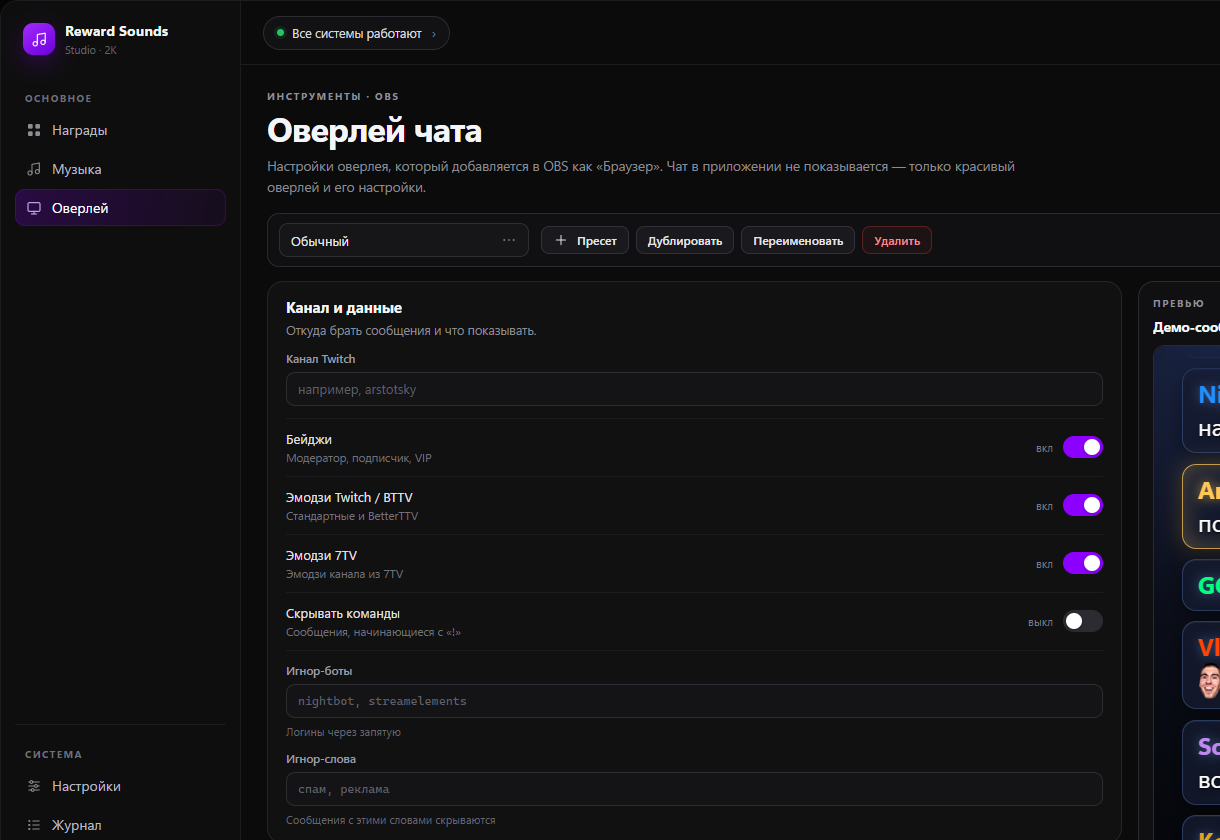 Reward Sounds
Studio · 2K
ОСНОВНОЕ
Награды
Музыка
Оверлей
СИСТЕМА
Настройки
Журнал
Все системы работают ›
ИНСТРУМЕНТЫ · OBS
Оверлей чата
Настройки оверлея, который добавляется в OBS как «Браузер». Чат в приложении не показывается — только красивый
оверлей и его настройки.
Обычный ···
+ Пресет
Дублировать
Переименовать
Удалить
Канал и данные
Откуда брать сообщения и что показывать.
Канал Twitch
например, arstotsky
Бейджи
Модератор, подписчик, VIP
вкл
Эмодзи Twitch / BTTV
Стандартные и BetterTTV
вкл
Эмодзи 7TV
Эмодзи канала из 7TV
вкл
Скрывать команды
Сообщения, начинающиеся с «!»
выкл
Игнор-боты
nightbot, streamelements
Логины через запятую
Игнор-слова
спам, реклама
Сообщения с этими словами скрываются
ПРЕВЬЮ